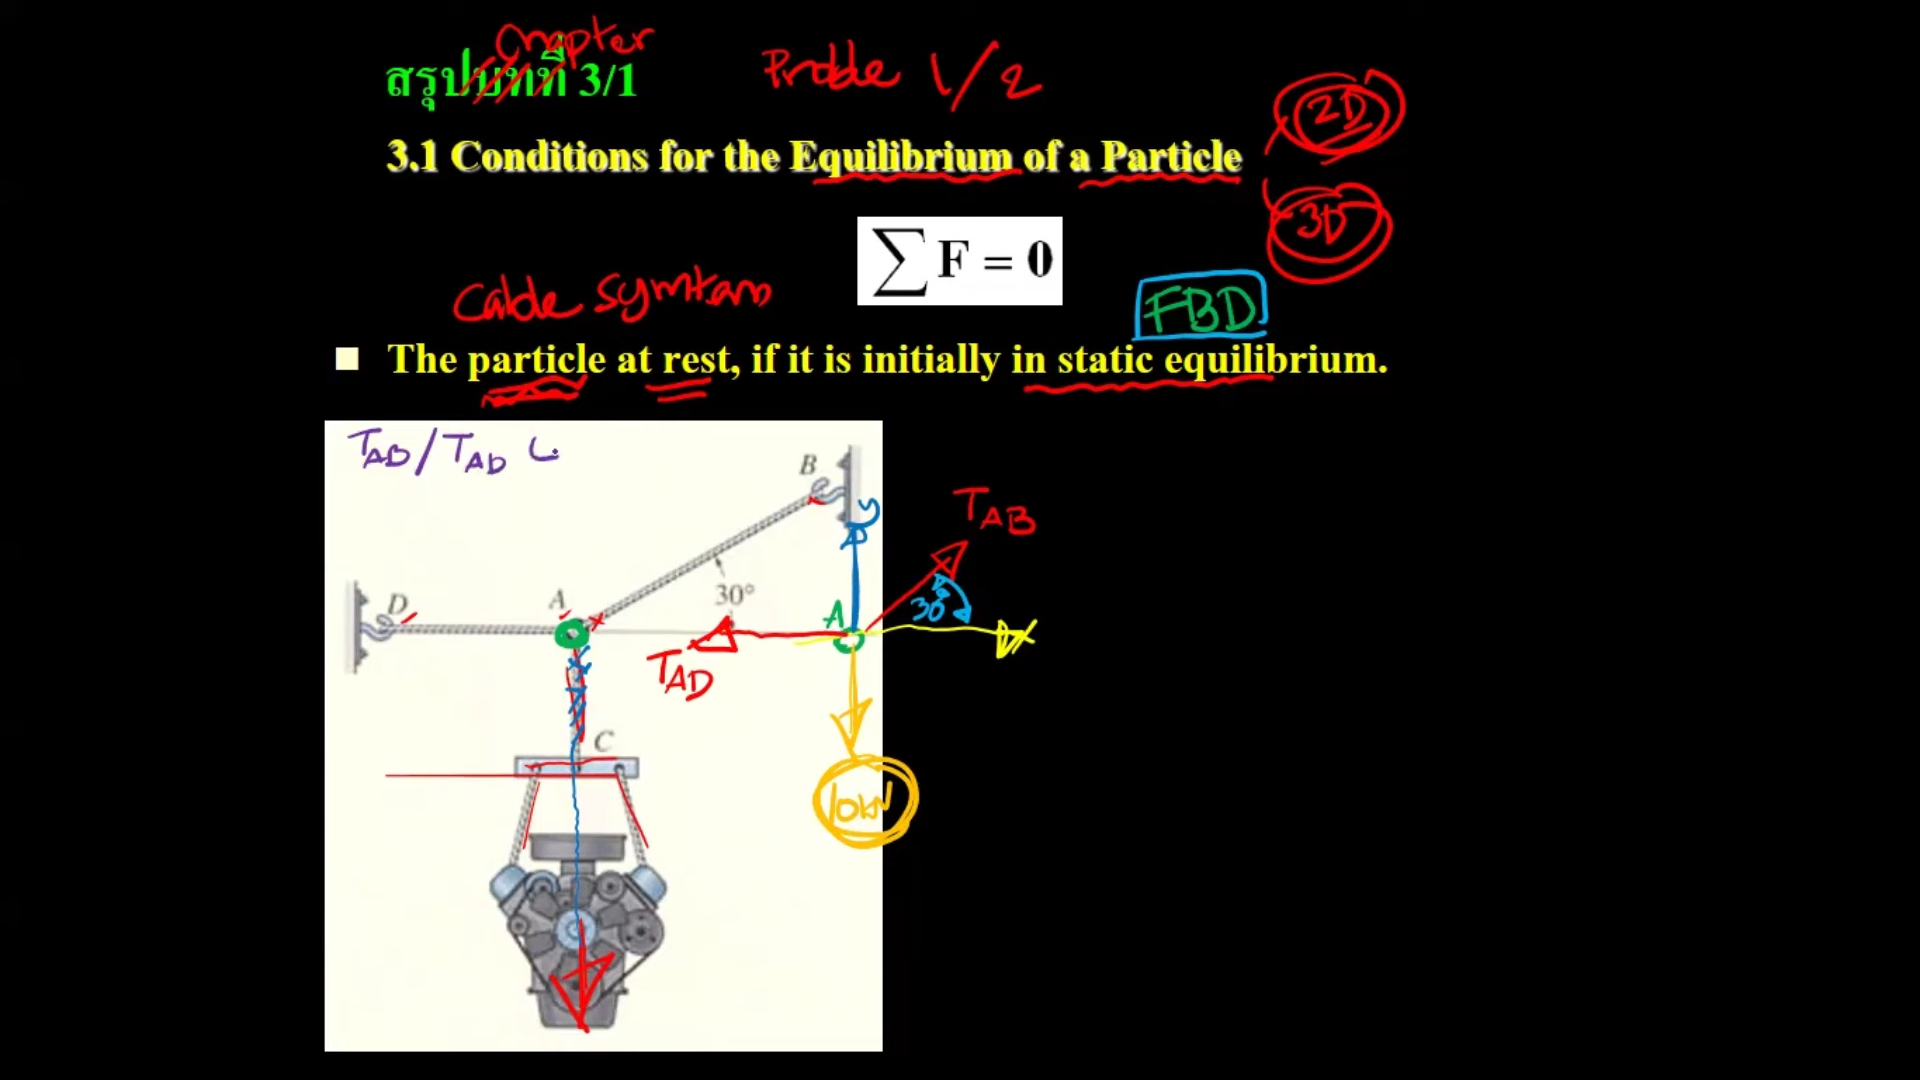 Chapter
สรุปบทที่ 3/1
Proble 1/2
2D
3.1 Conditions for the Equilibrium of a Particle
3D
∑ F = 0
Cable
FBD
The particle at rest, if it is initially in static equilibrium.
TAB/TAD
B
y
TAB
30°
D
A
30°
A
TAD
C
10kN